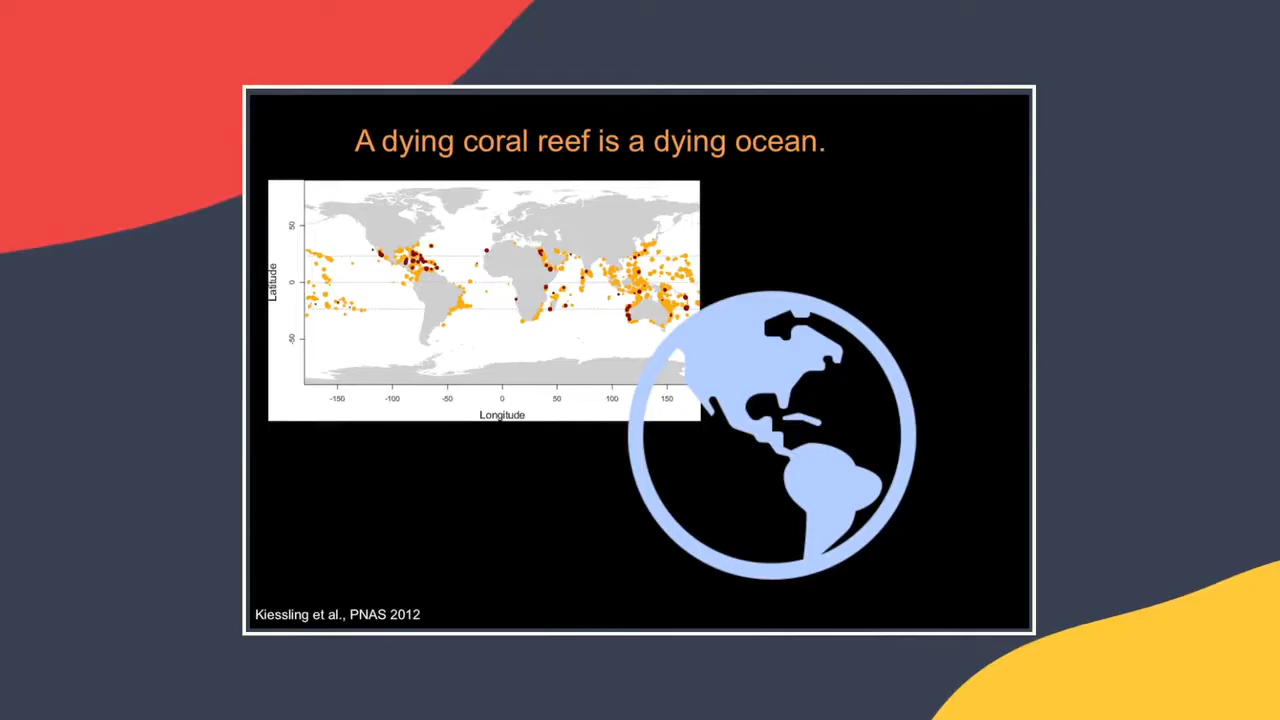 A dying coral reef is a dying ocean.
Latitude
50
0
-50
-150
-100
-50
0
50
100
150
Longitude
Kiessling et al., PNAS 2012